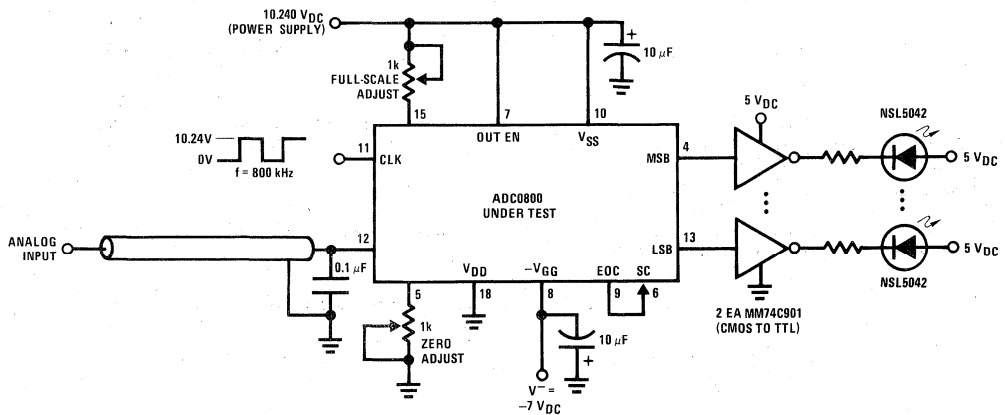 10.240 VDC
(POWER SUPPLY)
+
10 µF
1k
FULL-SCALE
ADJUST
15
7
10
5 VDC
NSL5042
10.24V
0V
f = 800 kHz
11
CLK
OUT EN
VSS
4
MSB
5 VDC
ADC0800
UNDER TEST
ANALOG
INPUT
12
13
LSB
5 VDC
0.1 µF
VDD
–VGG
EOC
SC
NSL5042
5
18
8
9
6
1k
ZERO
ADJUST
10 µF
+
2 EA MM74C901
(CMOS TO TTL)
V– =
–7 VDC